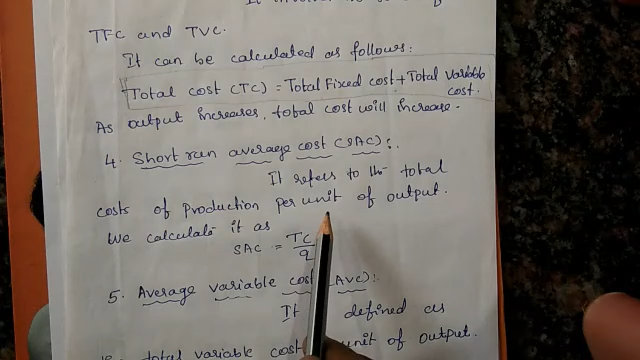 TFC and TVC.
It can be calculated as follows:
Total cost (TC) = Total Fixed cost + Total variable
cost.
As output increases, total cost will increase.
4. Short run average cost (SAC):
It refers to the total
costs of production per unit of output.
We calculate it as
SAC = TC/q
5. Average variable cost (AVC):
It defined as
total variable cost unit of output.